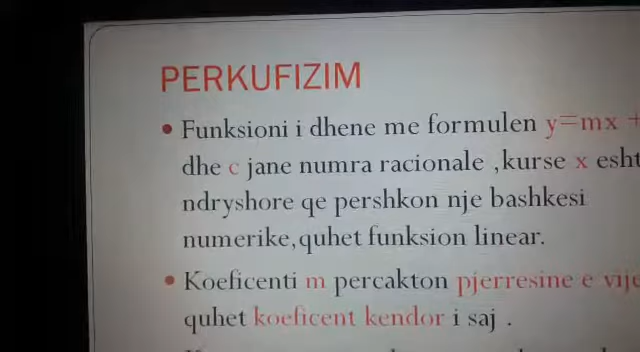 PERKUFIZIM
• Funksioni i dhene me formulen y=mx +
dhe c jane numra racionale ,kurse x esht
ndryshore qe pershkon nje bashkesi
numerike,quhet funksion linear.
• Koeficenti m percakton pjerresine e vije
quhet koeficent kendor i saj .